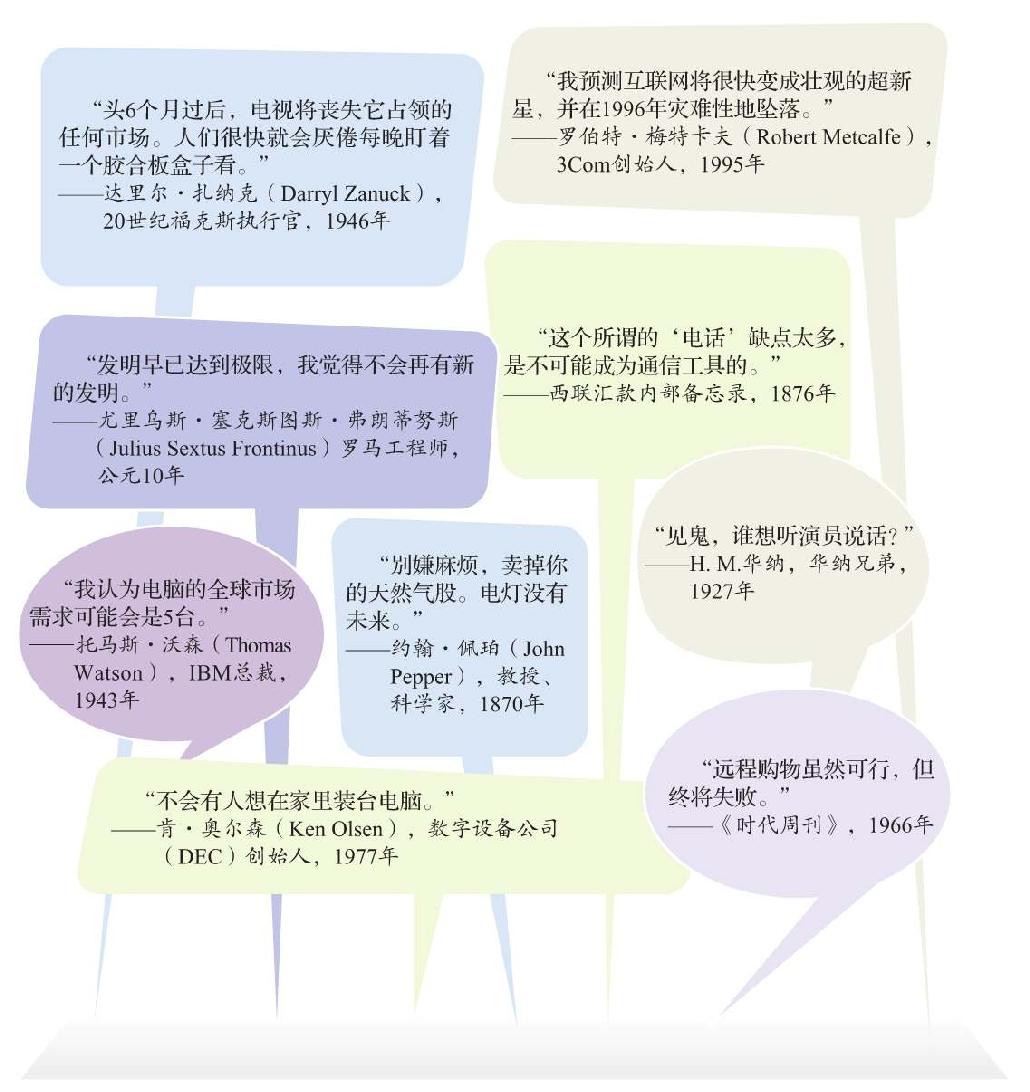 “头6个月过后，电视将丧失它占领的
任何市场。人们很快就会厌倦每晚盯着
一个胶合板盒子看。”
——达里尔·扎纳克（Darryl Zanuck），
20世纪福克斯执行官，1946年
“我预测互联网将很快变成壮观的超新
星，并在1996年灾难性地坠落。”
——罗伯特·梅特卡夫（Robert Metcalfe），
3Com创始人，1995年
“发明早已达到极限，我觉得不会再有新
的发明。”
——尤里乌斯·塞克斯图斯·弗朗蒂努斯
（Julius Sextus Frontinus）罗马工程师，
公元10年
“这个所谓的‘电话’缺点太多，
是不可能成为通信工具的。”
——西联汇款内部备忘录，1876年
“见鬼，谁想听演员说话？”
——H. M.华纳，华纳兄弟，
1927年
“我认为电脑的全球市场
需求可能会是5台。”
——托马斯·沃森（Thomas
Watson），IBM总裁，
1943年
“别嫌麻烦，卖掉你
的天然气股。电灯没有
未来。”
——约翰·佩珀（John
Pepper），教授、
科学家，1870年
“远程购物虽然可行，但
终将失败。”
——《时代周刊》，1966年
“不会有人想在家里装台电脑。”
——肯·奥尔森（Ken Olsen），数字设备公司
（DEC）创始人，1977年